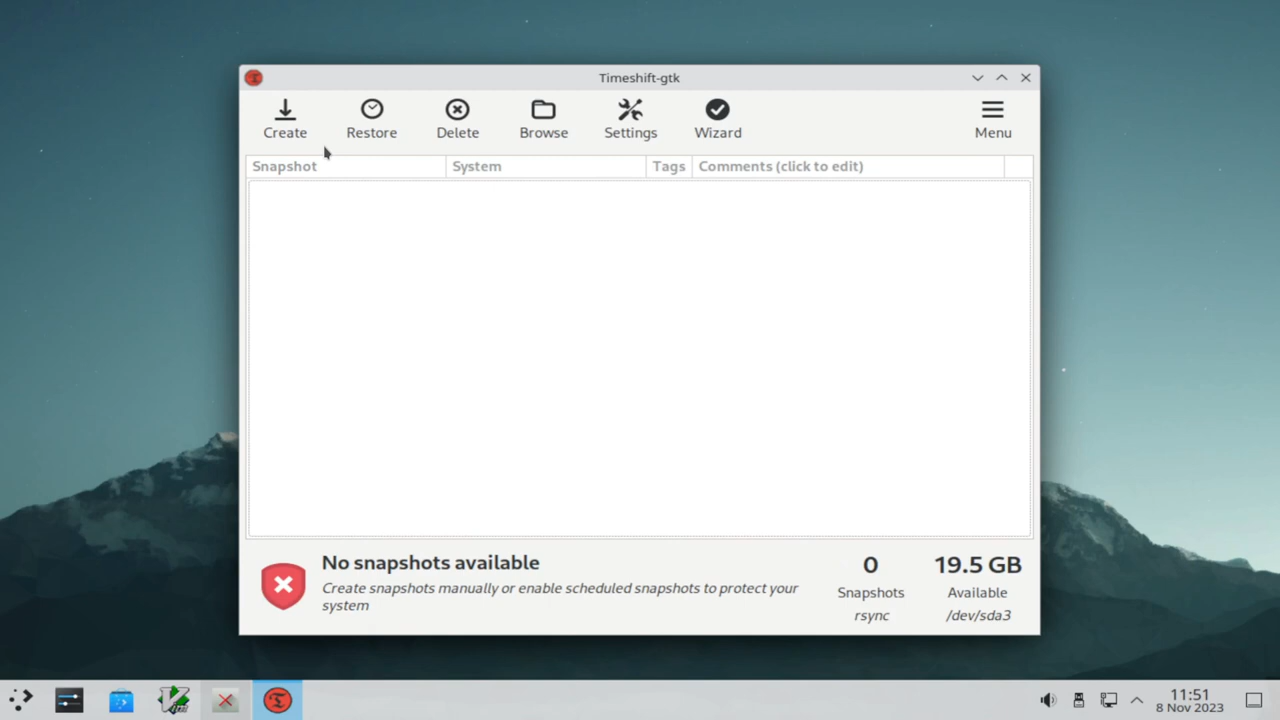 Timeshift-gtk
Create Restore Delete Browse Settings Wizard Menu
Snapshot System Tags Comments (click to edit)
No snapshots available
Create snapshots manually or enable scheduled snapshots to protect your
system
0
Snapshots
rsync
19.5 GB
Available
/dev/sda3
11:51
8 Nov 2023